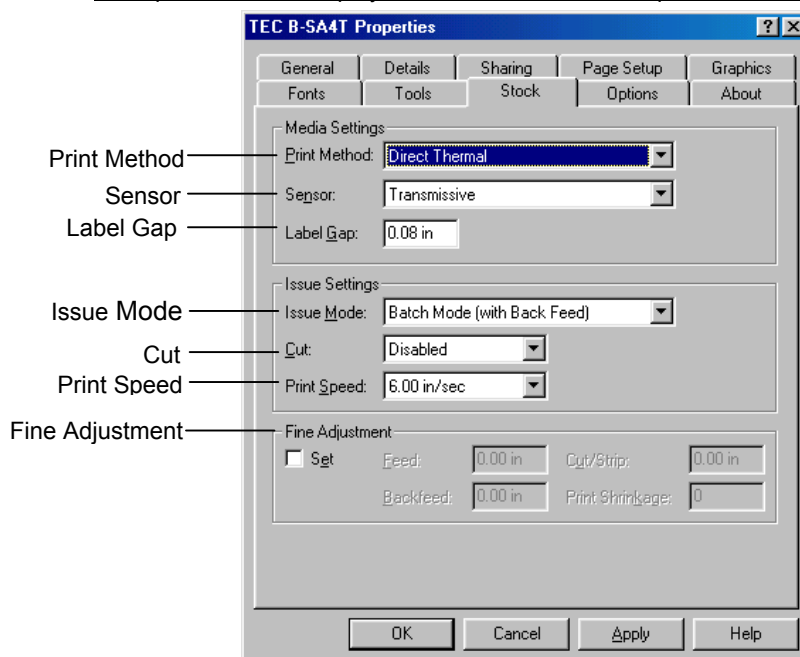 TEC B-SA4T Properties
General Details Sharing Page Setup Graphics
Fonts Tools Stock Options About
Media Settings
Print Method Print Method: Direct Thermal
Sensor Sensor: Transmissive
Label Gap Label Gap: 0.08 in
Issue Settings
Issue Mode Issue Mode: Batch Mode (with Back Feed)
Cut Cut: Disabled
Print Speed Print Speed: 6.00 in/sec
Fine Adjustment Fine Adjustment
Set Feed: 0.00 in Cut/Strip: 0.00 in
Backfeed: 0.00 in Print Shrinkage: 0
OK Cancel Apply Help